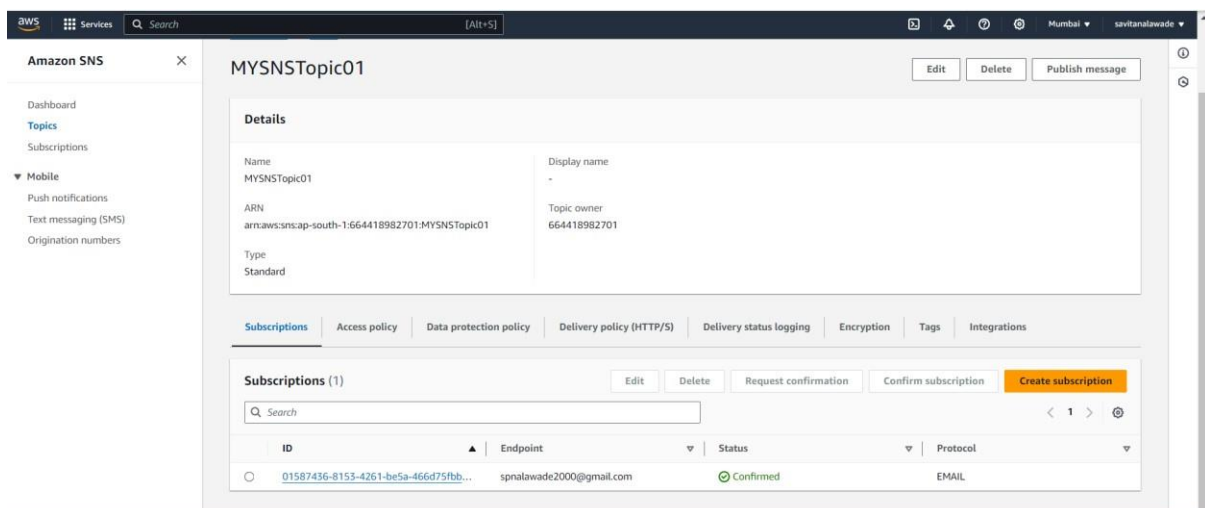 aws Services Search [Alt+S] Mumbai savitanalawade
Amazon SNS
Dashboard
Topics
Subscriptions
Mobile
Push notifications
Text messaging (SMS)
Origination numbers
MYSNSTopic01
Edit Delete Publish message
Details
Name
MYSNSTopic01
Display name
-
ARN
arn:aws:sns:ap-south-1:664418982701:MYSNSTopic01
Topic owner
664418982701
Type
Standard
Subscriptions Access policy Data protection policy Delivery policy (HTTP/S) Delivery status logging Encryption Tags Integrations
Subscriptions (1)
Edit Delete Request confirmation Confirm subscription Create subscription
Search
1
ID Endpoint Status Protocol
01587436-8153-4261-be5a-466d75fbb... spnalawade2000@gmail.com Confirmed EMAIL